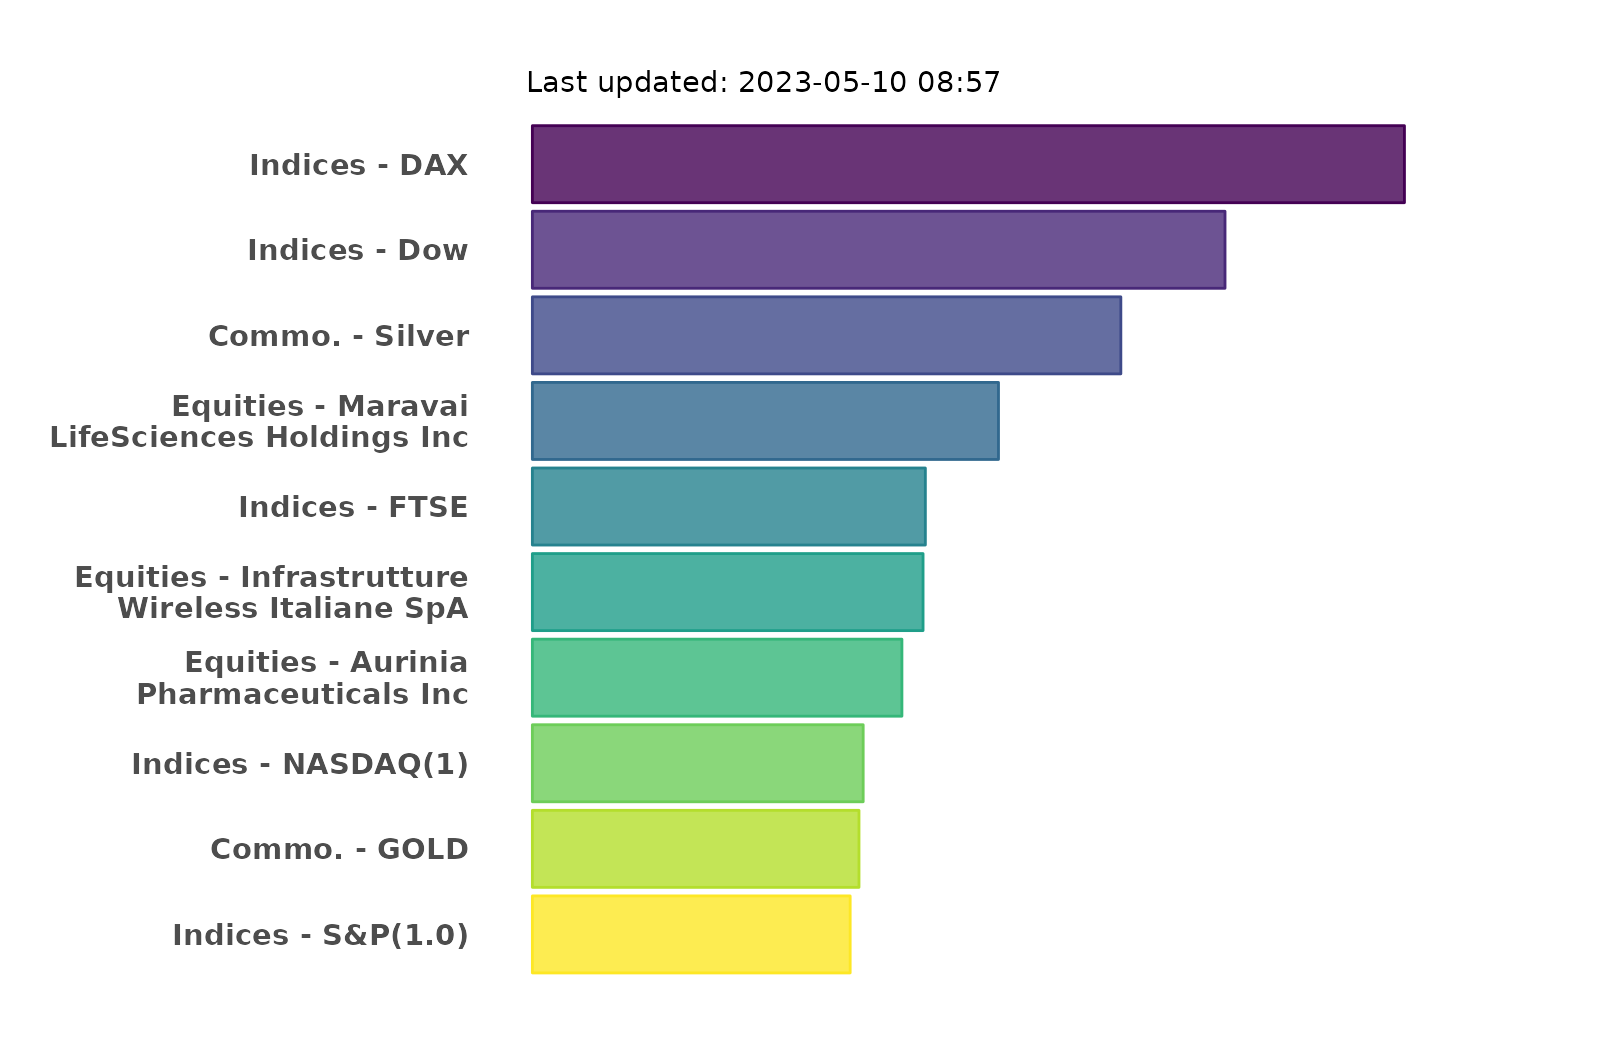 Last updated: 2023-05-10 08:57
Indices - DAX
Indices - Dow
Commo. - Silver
Equities - Maravai
LifeSciences Holdings Inc
Indices - FTSE
Equities - Infrastrutture
Wireless Italiane SpA
Equities - Aurinia
Pharmaceuticals Inc
Indices - NASDAQ(1)
Commo. - GOLD
Indices - S&P(1.0)